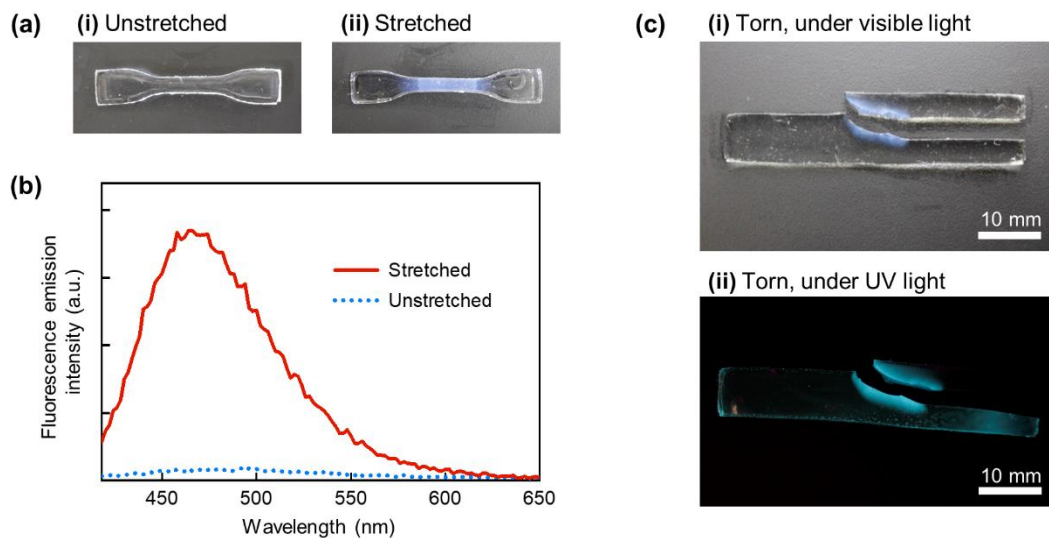 (a)
(i) Unstretched
(ii) Stretched
(b)
Fluorescence emission
intensity (a.u.)
Stretched
Unstretched
450
500
550
600
650
Wavelength (nm)
(c)
(i) Torn, under visible light
10 mm
(ii) Torn, under UV light
10 mm